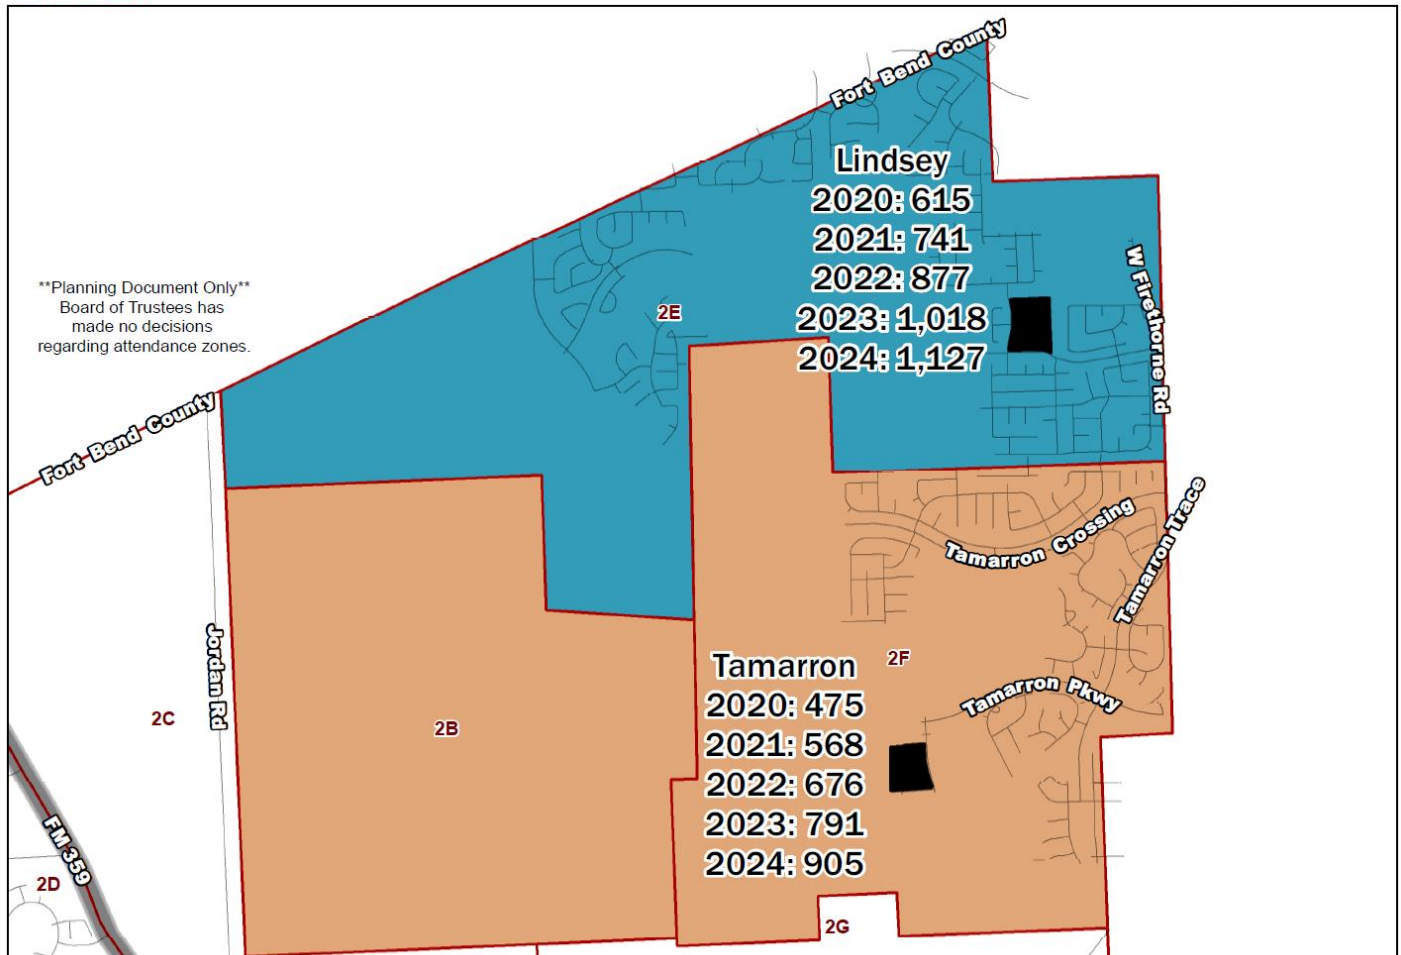 Fort Bend County
Lindsey
2020: 615
2021: 741
2022: 877
2023: 1,018
2024: 1,127
W Firethorne Rd
**Planning Document Only**
Board of Trustees has
made no decisions
regarding attendance zones.
2E
Fort Bend County
Tamarron Crossing
Tamarron Trace
Jordan Rd
Tamarron
2020: 475
2021: 568
2022: 676
2023: 791
2024: 905
2F
Tamarron Pkwy
2C
2B
FM 359
2D
2G